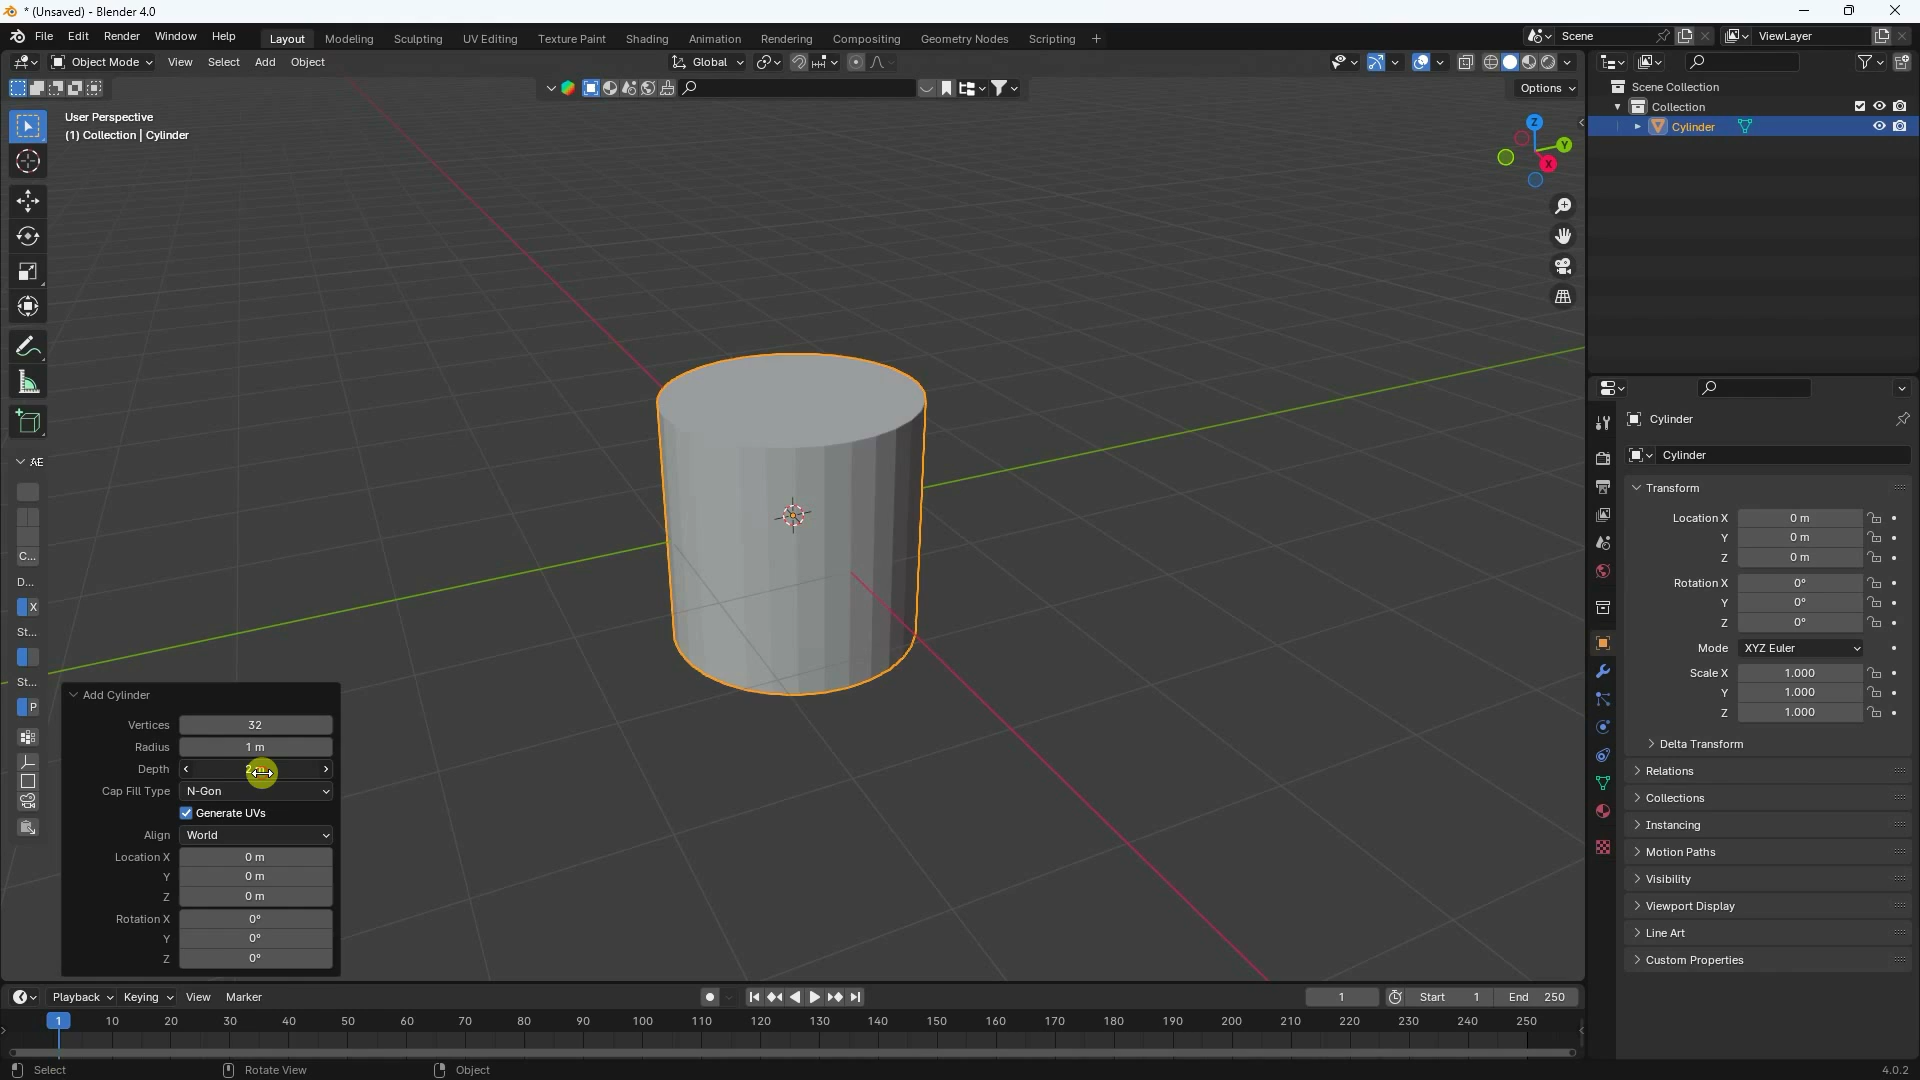 * (Unsaved) - Blender 4.0
File Edit Render Window Help Layout Modeling Sculpting UV Editing Texture Paint Shading Animation Rendering Compositing Geometry Nodes Scripting + Scene ViewLayer
Object Mode View Select Add Object Global
Options
User Perspective
(1) Collection | Cylinder
Scene Collection
Collection
Cylinder
Z
Y
X
Cylinder
Cylinder
Transform
Location X 0 m
Y 0 m
Z 0 m
Rotation X 0°
Y 0°
Z 0°
Mode XYZ Euler
Scale X 1.000
Y 1.000
Z 1.000
Delta Transform
Relations
Collections
Instancing
Motion Paths
Visibility
Viewport Display
Line Art
Custom Properties
AE
C...
D...
X
St...
St...
P
Add Cylinder
Vertices 32
Radius 1 m
Depth
Cap Fill Type N-Gon
Generate UVs
Align World
Location X 0 m
Y 0 m
Z 0 m
Rotation X 0°
Y 0°
Z 0°
Playback Keying View Marker 1 Start 1 End 250
1 10 20 30 40 50 60 70 80 90 100 110 120 130 140 150 160 170 180 190 200 210 220 230 240 250
Select Rotate View Object 4.0.2